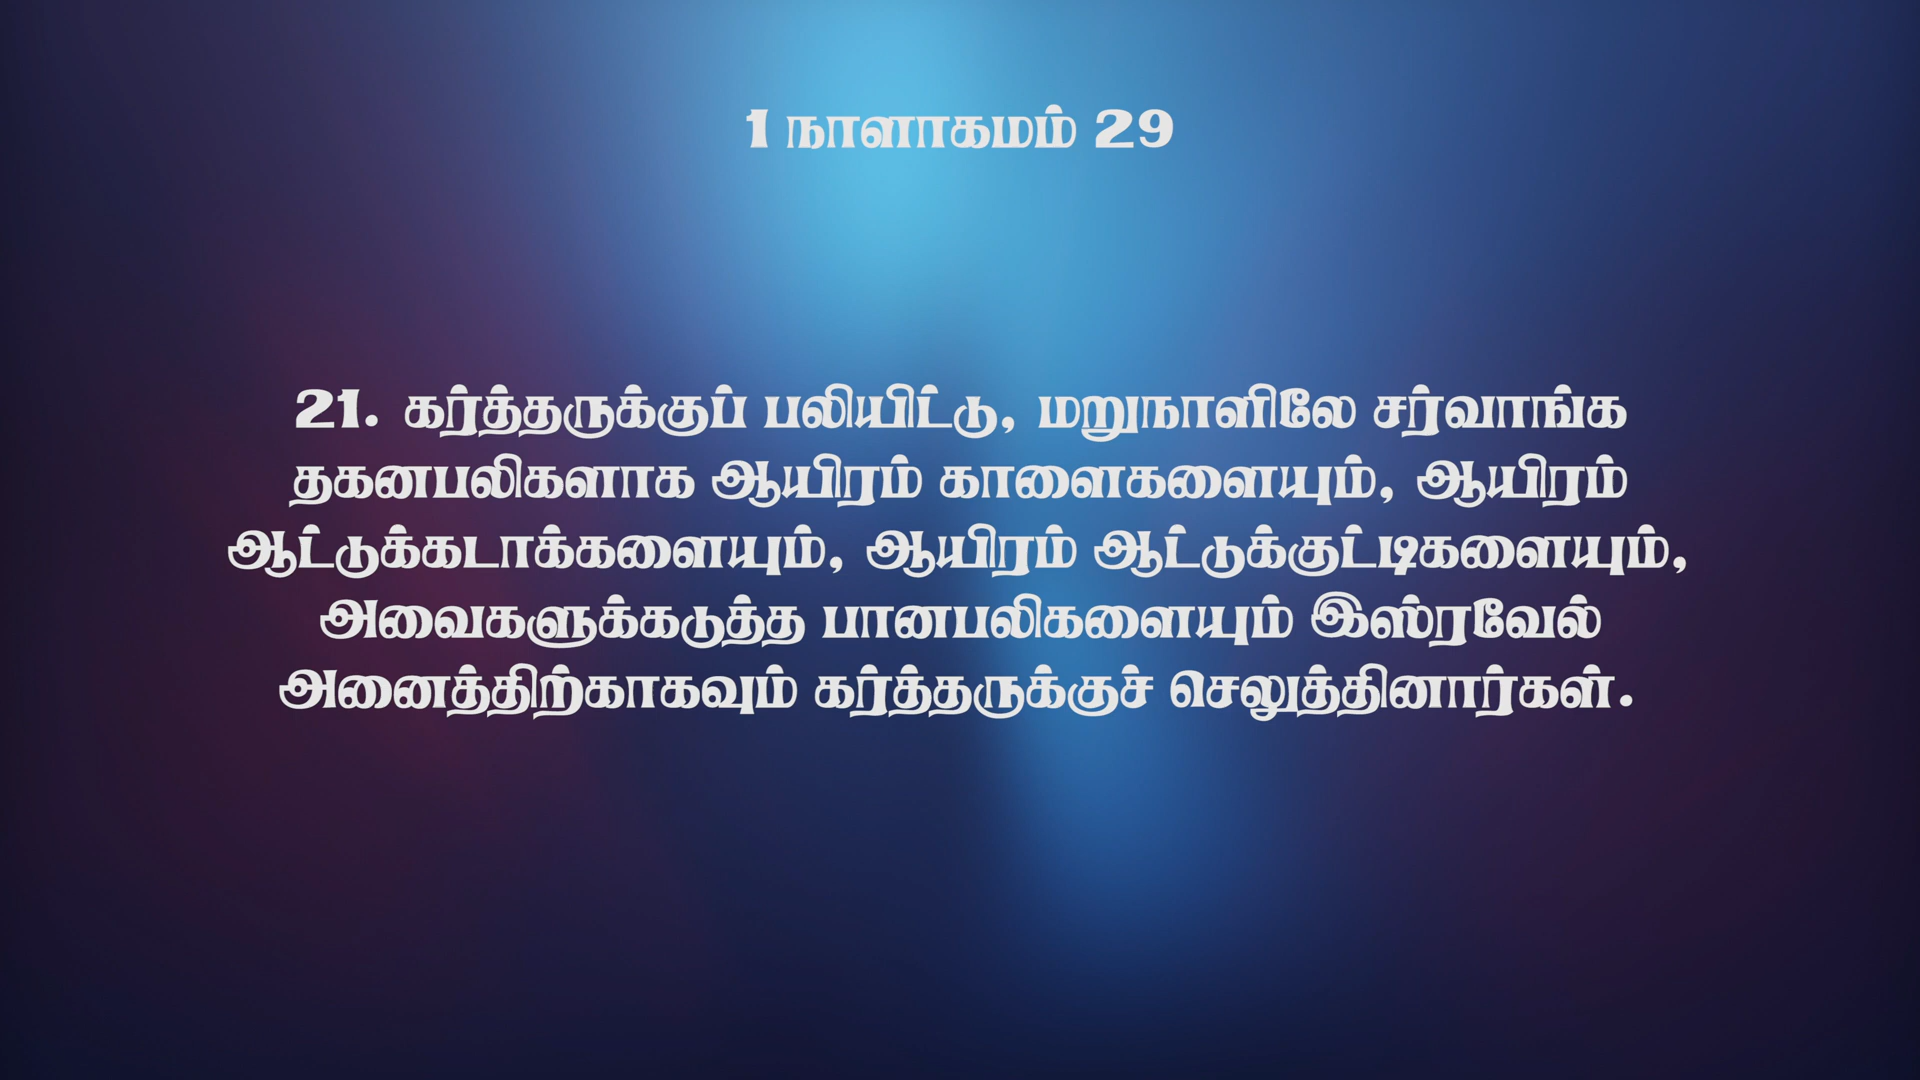 1 நாளாகமம் 29
21. கர்த்தருக்குப் பலியிட்டு, மறுநாளிலே சர்வாங்க
தகனபலிகளாக ஆயிரம் காளைகளையும், ஆயிரம்
ஆட்டுக்கடாக்களையும், ஆயிரம் ஆட்டுக்குட்டிகளையும்,
அவைகளுக்கடுத்த பானபலிகளையும் இஸ்ரவேல்
அனைத்திற்காகவும் கர்த்தருக்குச் செலுத்தினார்கள்.